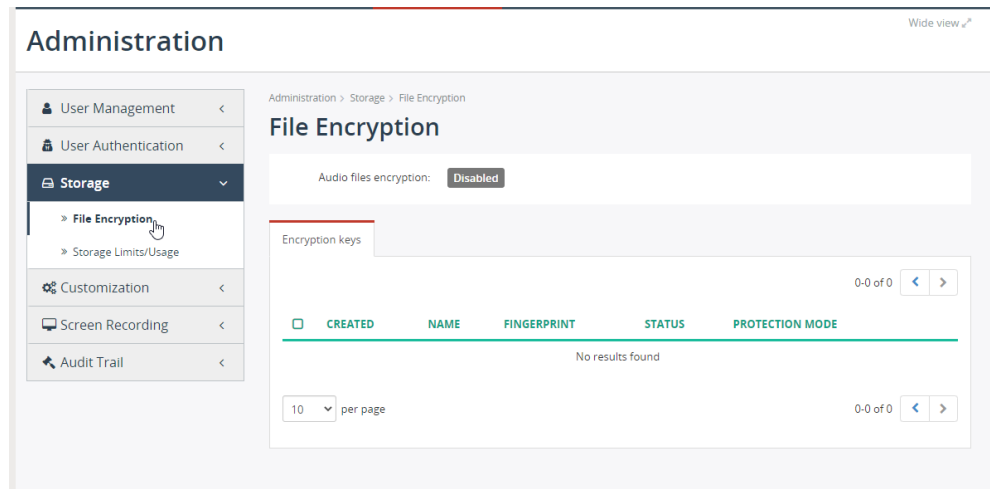 Wide view
Administration
User Management
User Authentication
Storage
» File Encryption
» Storage Limits/Usage
Customization
Screen Recording
Audit Trail
Administration > Storage > File Encryption
File Encryption
Audio files encryption: Disabled
Encryption keys
0-0 of 0
CREATED NAME FINGERPRINT STATUS PROTECTION MODE
No results found
10 per page
0-0 of 0